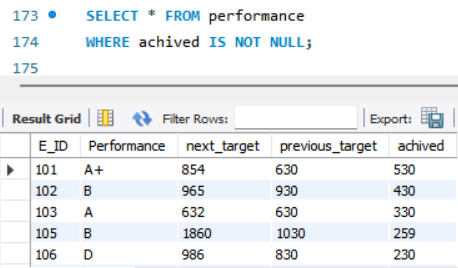 173 SELECT * FROM performance
174 WHERE achived IS NOT NULL;
175
Result Grid Filter Rows: Export:
E_ID Performance next_target previous_target achived
101 A+ 854 630 530
102 B 965 930 430
103 A 632 630 330
105 B 1860 1030 259
106 D 986 830 230